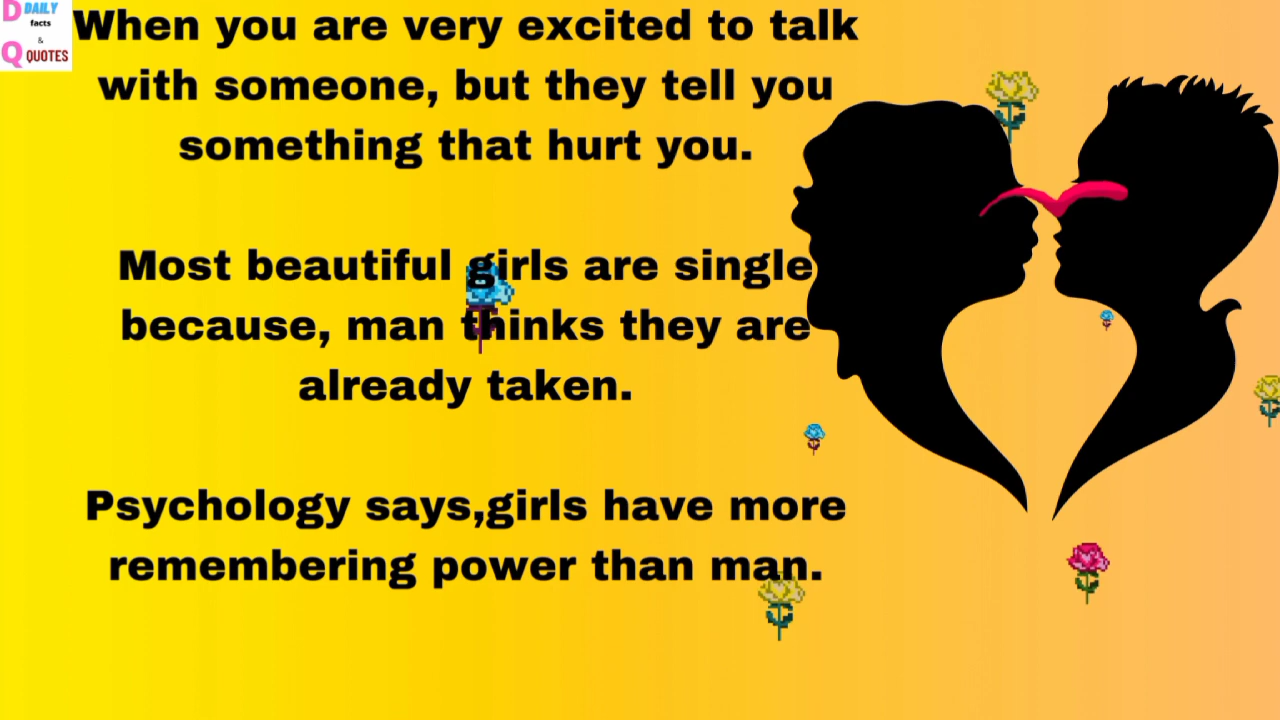 D DAILY
facts
&
Q QUOTES
When you are very excited to talk
with someone, but they tell you
something that hurt you.
Most beautiful girls are single
because, man thinks they are
already taken.
Psychology says,girls have more
remembering power than man.